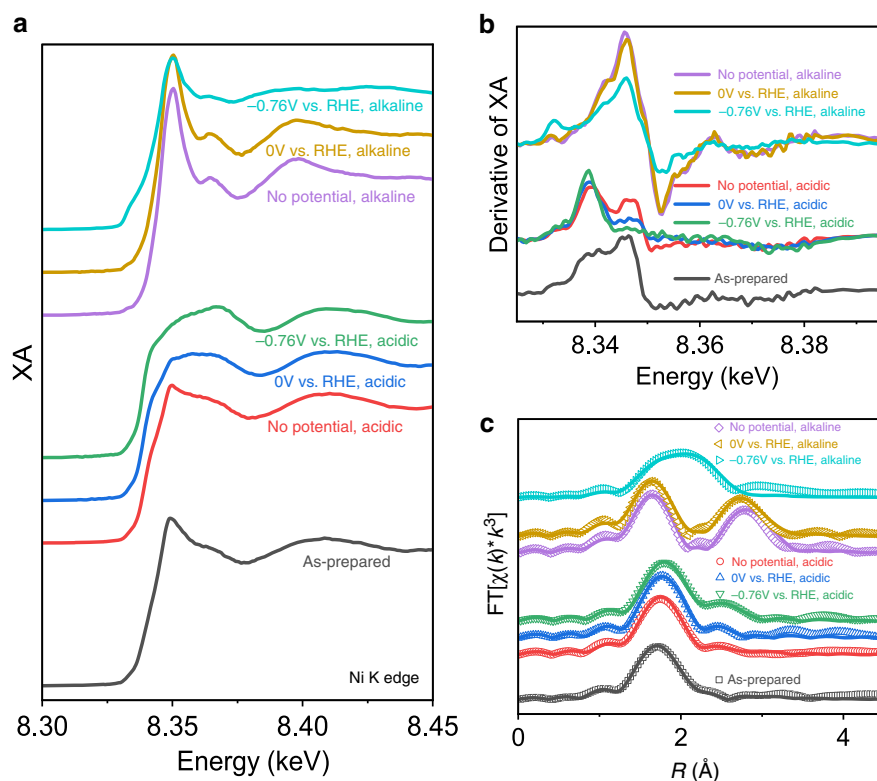 a
−0.76V vs. RHE, alkaline
0V vs. RHE, alkaline
No potential, alkaline
−0.76V vs. RHE, acidic
0V vs. RHE, acidic
No potential, acidic
As-prepared
Ni K edge
XA
8.30 8.35 8.40 8.45
Energy (keV)
b
No potential, alkaline
0V vs. RHE, alkaline
−0.76V vs. RHE, alkaline
No potential, acidic
0V vs. RHE, acidic
−0.76V vs. RHE, acidic
As-prepared
Derivative of XA
8.34 8.36 8.38
Energy (keV)
c
No potential, alkaline
0V vs. RHE, alkaline
−0.76V vs. RHE, alkaline
No potential, acidic
0V vs. RHE, acidic
−0.76V vs. RHE, acidic
As-prepared
FT[χ(k)*k³]
0 2 4
R (Å)